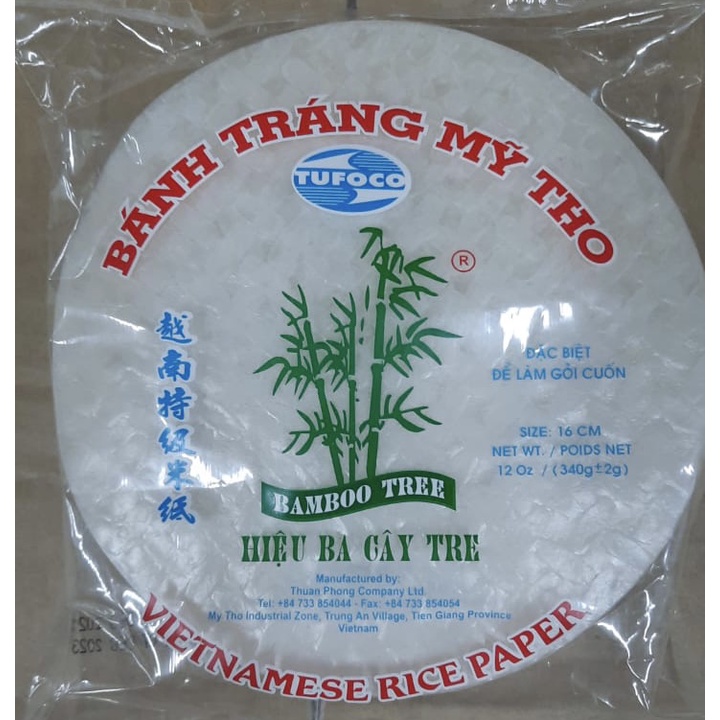 BÁNH TRÁNG MỸ THO
TUFOCO
®
越南特级米纸
ĐẶC BIỆT
ĐỂ LÀM GỎI CUỐN
SIZE: 16 CM
NET WT. / POIDS NET
12 Oz / (340g±2g)
BAMBOO TREE
HIỆU BA CÂY TRE
Manufactured by:
Thuan Phong Company Ltd.
Tel: +84 733 854044 - Fax: +84 733 854054
My Tho Industrial Zone, Trung An Village, Tien Giang Province
Vietnam
VIETNAMESE RICE PAPER
2023